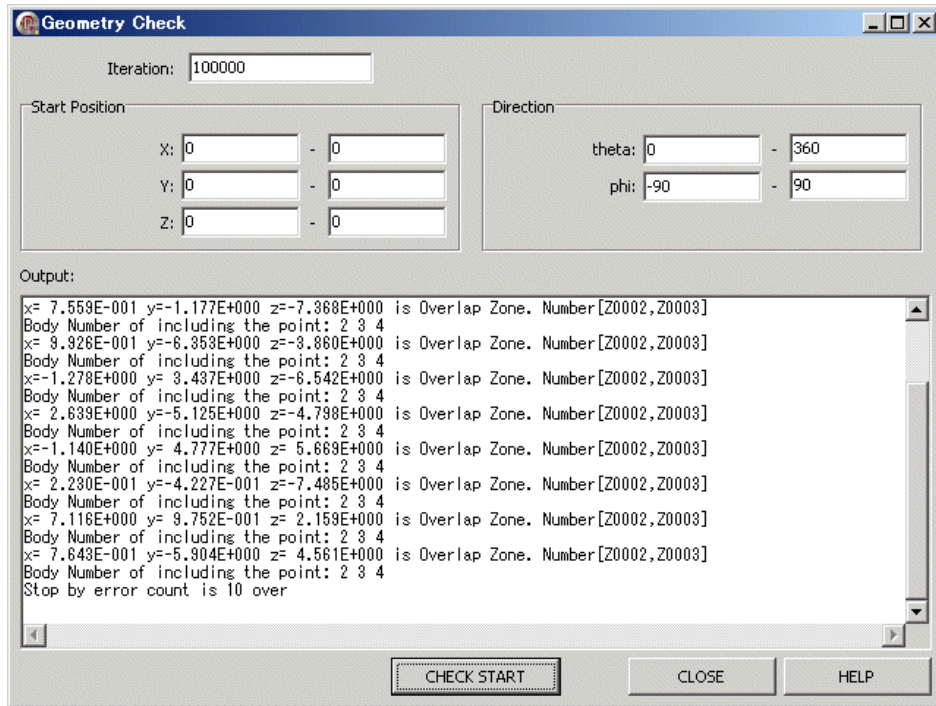 Geometry Check
Iteration: 100000
Start Position
X: 0 - 0
Y: 0 - 0
Z: 0 - 0
Direction
theta: 0 - 360
phi: -90 - 90
Output:
x= 7.559E-001 y=-1.177E+000 z=-7.368E+000 is Overlap Zone. Number[Z0002,Z0003]
Body Number of including the point: 2 3 4
x= 9.926E-001 y=-6.353E+000 z=-3.860E+000 is Overlap Zone. Number[Z0002,Z0003]
Body Number of including the point: 2 3 4
x=-1.278E+000 y= 3.437E+000 z=-6.542E+000 is Overlap Zone. Number[Z0002,Z0003]
Body Number of including the point: 2 3 4
x= 2.639E+000 y=-5.125E+000 z=-4.798E+000 is Overlap Zone. Number[Z0002,Z0003]
Body Number of including the point: 2 3 4
x=-1.140E+000 y= 4.777E+000 z= 5.669E+000 is Overlap Zone. Number[Z0002,Z0003]
Body Number of including the point: 2 3 4
x= 2.230E-001 y=-4.227E-001 z=-7.485E+000 is Overlap Zone. Number[Z0002,Z0003]
Body Number of including the point: 2 3 4
x= 7.116E+000 y= 9.752E-001 z= 2.159E+000 is Overlap Zone. Number[Z0002,Z0003]
Body Number of including the point: 2 3 4
x= 7.643E-001 y=-5.904E+000 z= 4.561E+000 is Overlap Zone. Number[Z0002,Z0003]
Body Number of including the point: 2 3 4
Stop by error count is 10 over
CHECK START CLOSE HELP